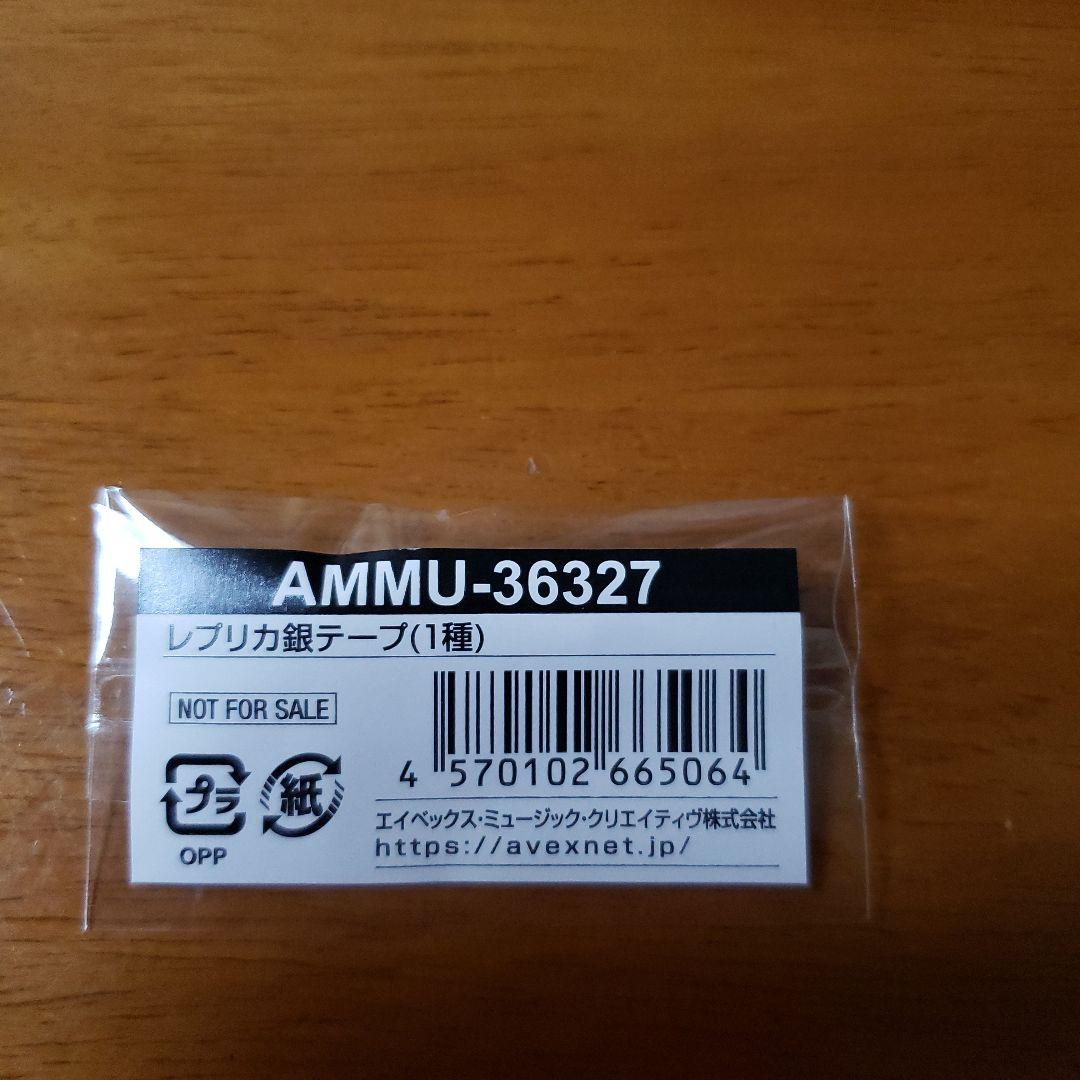 AMMU-36327
レプリカ銀テープ(1種)
NOT FOR SALE
4 570102 665064
プラ
紙
OPP
エイベックス・ミュージック・クリエイティヴ株式会社
https://avexnet.jp/